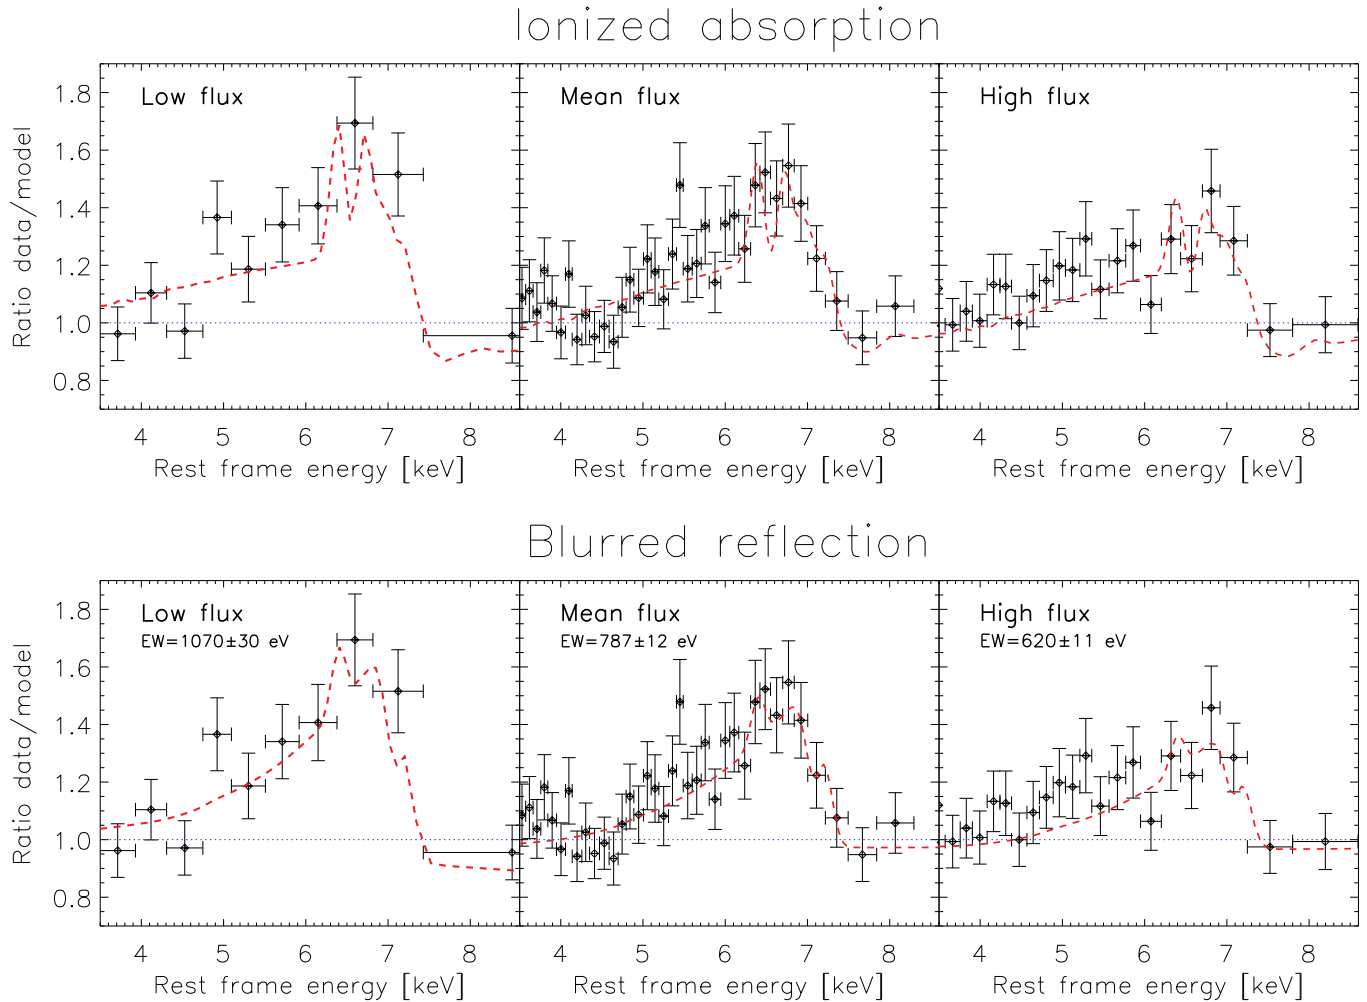 Ionized absorption
Low flux
Mean flux
High flux
Ratio data/model
1.8
1.6
1.4
1.2
1.0
0.8
4 5 6 7 8
4 5 6 7 8
4 5 6 7 8
Rest frame energy [keV]
Rest frame energy [keV]
Rest frame energy [keV]
Blurred reflection
Low flux
EW=1070±30 eV
Mean flux
EW=787±12 eV
High flux
EW=620±11 eV
Ratio data/model
1.8
1.6
1.4
1.2
1.0
0.8
4 5 6 7 8
4 5 6 7 8
4 5 6 7 8
Rest frame energy [keV]
Rest frame energy [keV]
Rest frame energy [keV]